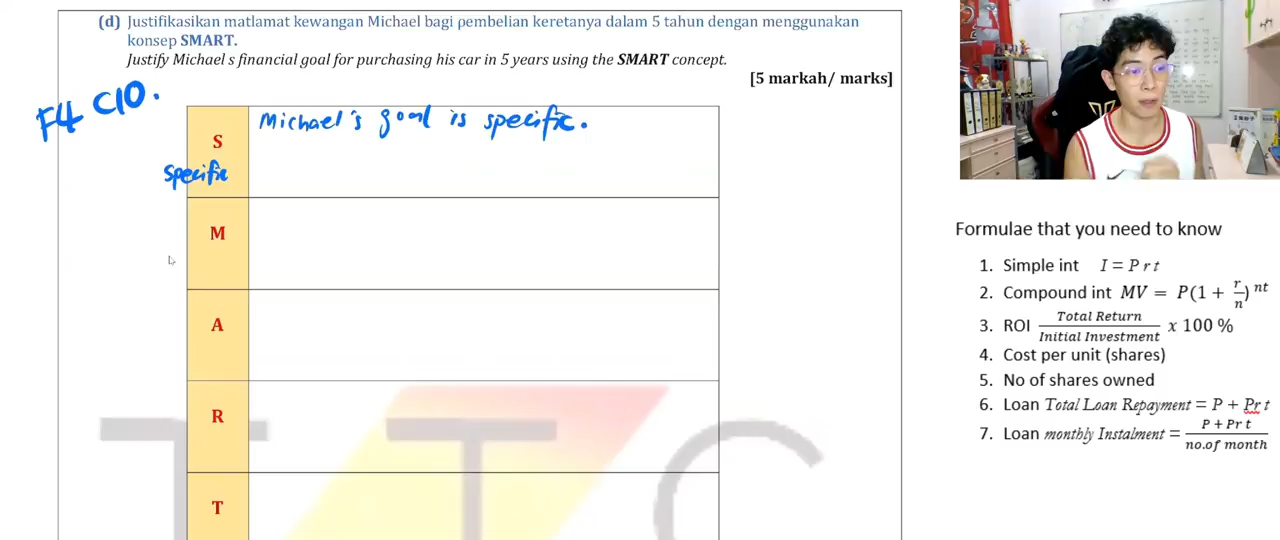 (d) Justifikasikan matlamat kewangan Michael bagi pembelian keretanya dalam 5 tahun dengan menggunakan
konsep SMART.
Justify Michael s financial goal for purchasing his car in 5 years using the SMART concept.
[5 markah/ marks]
F4 C10.
S
Specific
Michael's goal is specific.
M
A
R
T
T T C
Formulae that you need to know
1. Simple int I = P r t
2. Compound int MV = P(1 + r/n) nt
3. ROI Total Return / Initial Investment x 100 %
4. Cost per unit (shares)
5. No of shares owned
6. Loan Total Loan Repayment = P + Pr t
7. Loan monthly Instalment = P + Pr t / no.of month